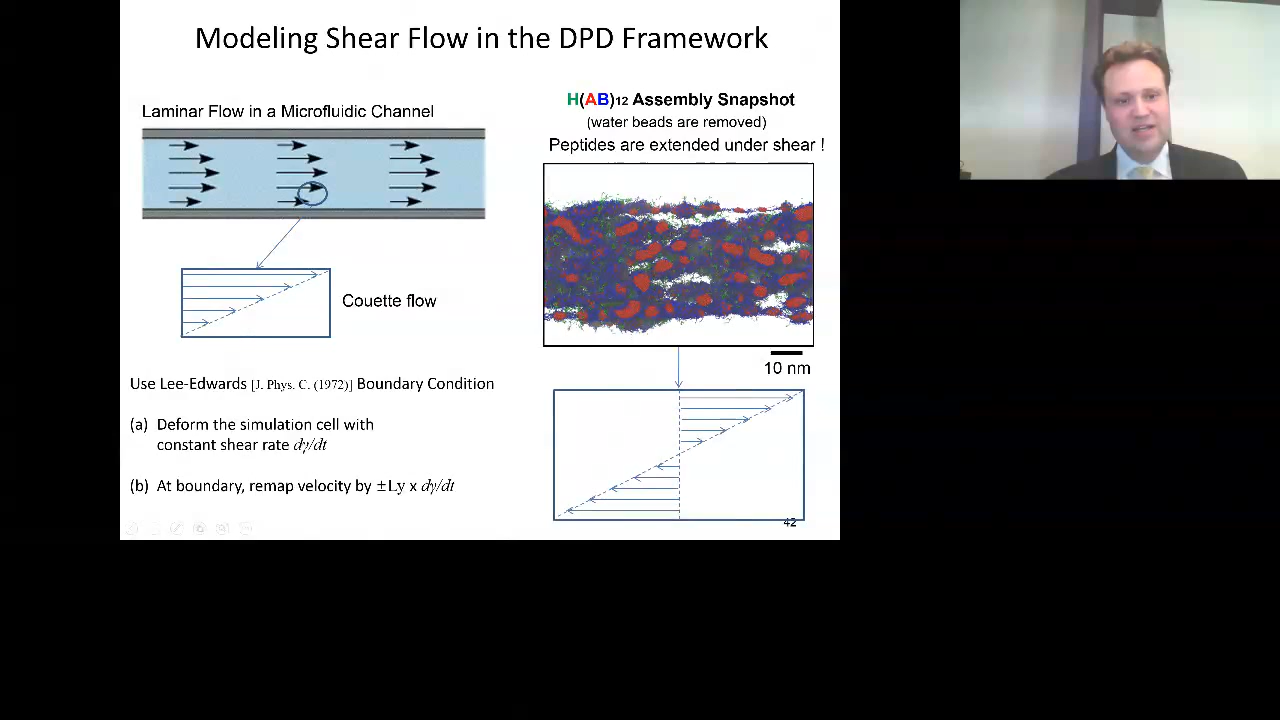 Modeling Shear Flow in the DPD Framework
Laminar Flow in a Microfluidic Channel
Couette flow
Use Lee-Edwards [J. Phys. C. (1972)] Boundary Condition
(a) Deform the simulation cell with
constant shear rate dγ/dt
(b) At boundary, remap velocity by ±Ly x dγ/dt
H(AB)12 Assembly Snapshot
(water beads are removed)
Peptides are extended under shear !
10 nm
42